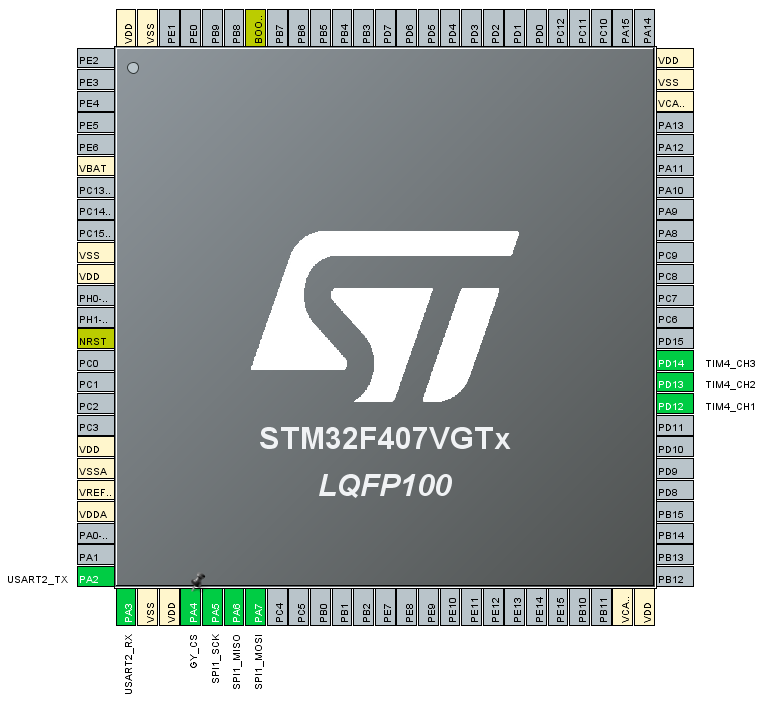 VDD VSS PE1 PE0 PB9 PB8 BOO.. PB7 PB6 PB5 PB4 PB3 PD7 PD6 PD5 PD4 PD3 PD2 PD1 PD0 PC12 PC11 PC10 PA15 PA14
PE2
PE3
PE4
PE5
PE6
VBAT
PC13..
PC14..
PC15..
VSS
VDD
PH0-..
PH1-..
NRST
PC0
PC1
PC2
PC3
VDD
VSSA
VREF..
VDDA
PA0-..
PA1
USART2_TX PA2
ST
STM32F407VGTx
LQFP100
VDD
VSS
VCA..
PA13
PA12
PA11
PA10
PA9
PA8
PC9
PC8
PC7
PC6
PD15
PD14 TIM4_CH3
PD13 TIM4_CH2
PD12 TIM4_CH1
PD11
PD10
PD9
PD8
PB15
PB14
PB13
PB12
PA3 VSS VDD PA4 PA5 PA6 PA7 PC4 PC5 PB0 PB1 PB2 PE7 PE8 PE9 PE10 PE11 PE12 PE13 PE14 PE15 PB10 PB11 VCA.. VDD
USART2_RX GY_CS SPI1_SCK SPI1_MISO SPI1_MOSI